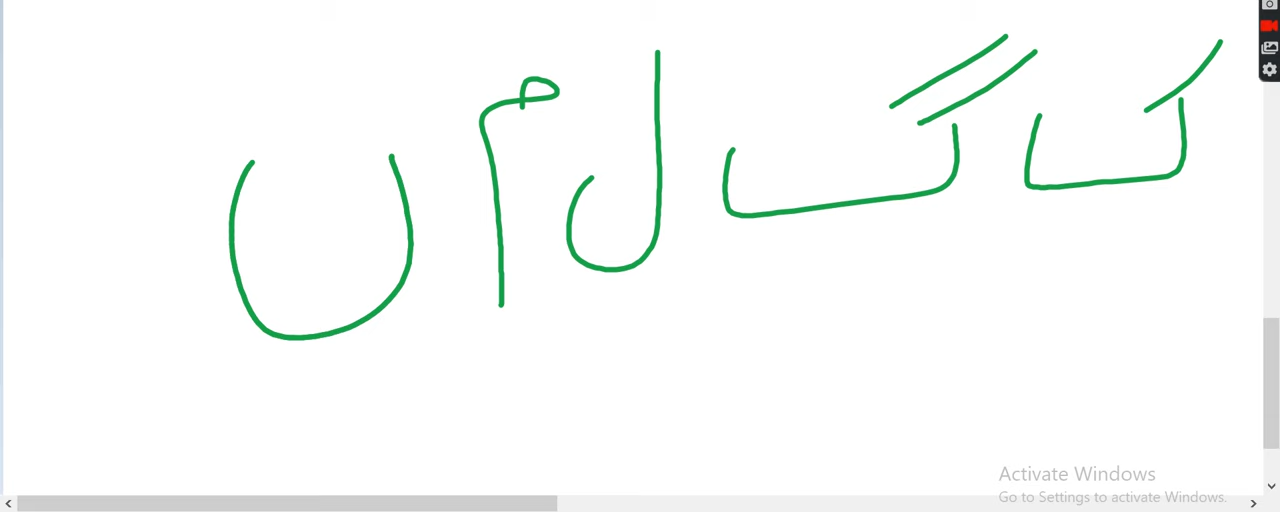 ک گ ل م ں
Activate Windows
Go to Settings to activate Windows.